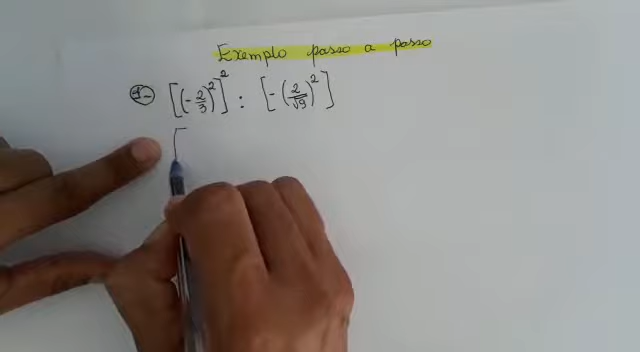 Exemplo passo a passo
1- [(-2/3)²]² : [-(2/√9)²]
[